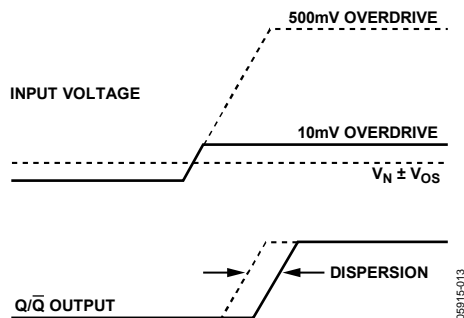 500mV OVERDRIVE
INPUT VOLTAGE
10mV OVERDRIVE
V_N ± V_OS
DISPERSION
Q/Q̅ OUTPUT
05915-013